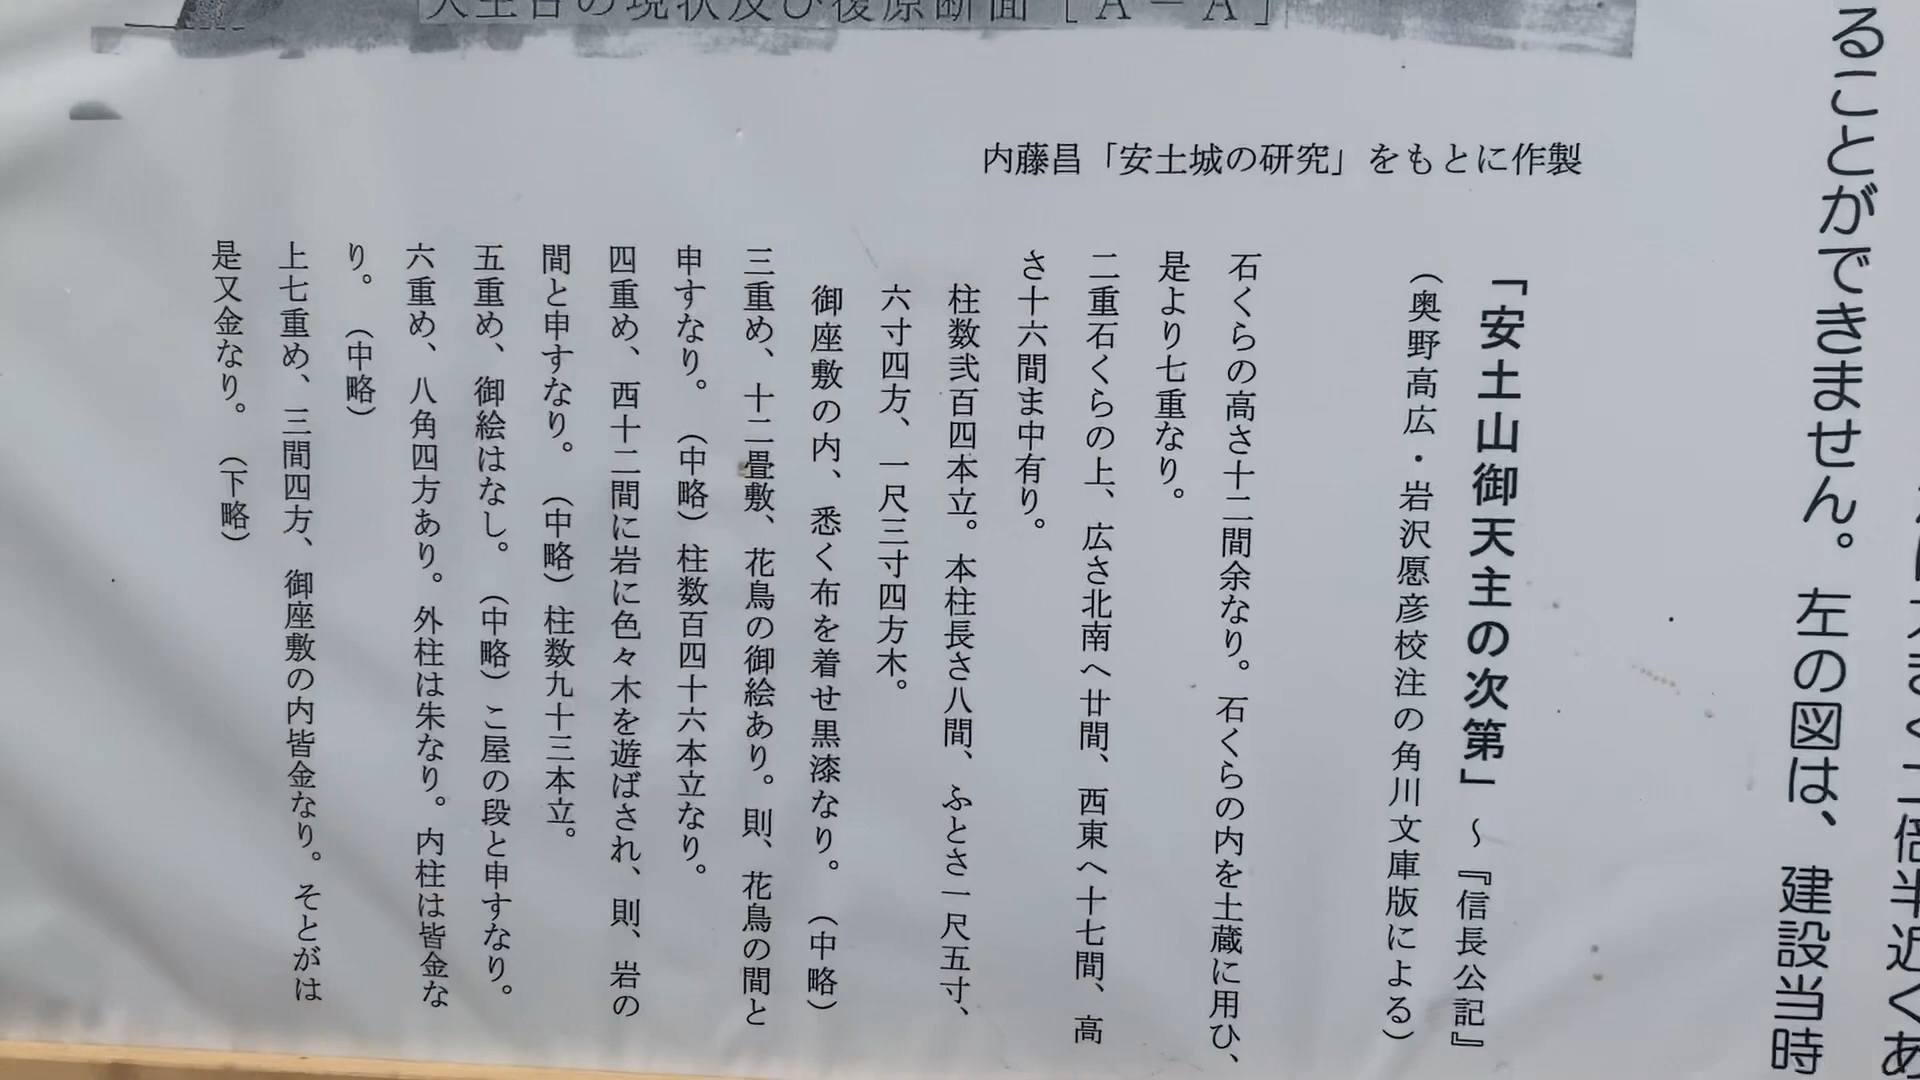 天主台の現状及び復原断面［A－A］
内藤昌「安土城の研究」をもとに作製
ることができません。左の図は、建設当時
「安土山御天主の次第」～『信長公記』
（奥野高広・岩沢愿彦校注の角川文庫版による）
石くらの高さ十二間余なり。石くらの内を土蔵に用ひ、
是より七重なり。
二重石くらの上、広さ北南へ廿間、西東へ十七間、高
さ十六間ま中有り。
柱数弐百四本立。本柱長さ八間、ふとさ一尺五寸、
六寸四方、一尺三寸四方木。
御座敷の内、悉く布を着せ黒漆なり。（中略）
三重め、十二畳敷、花鳥の御絵あり。則、花鳥の間と
申すなり。（中略）柱数百四十六本立なり。
四重め、西十二間に岩に色々木を遊ばされ、則、岩の
間と申すなり。（中略）柱数九十三本立。
五重め、御絵はなし。（中略）こ屋の段と申すなり。
六重め、八角四方あり。外柱は朱なり。内柱は皆金な
り。（中略）
上七重め、三間四方、御座敷の内皆金なり。そとがは
是又金なり。（下略）